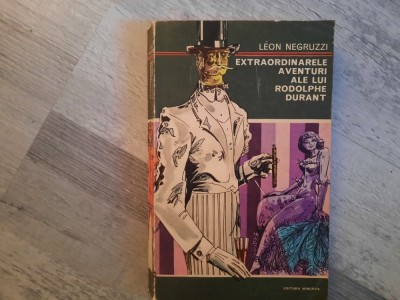 LÉON NEGRUZZI
EXTRAORDINARELE
AVENTURI
ALE LUI
RODOLPHE
DURANT
EDITURA MINERVA